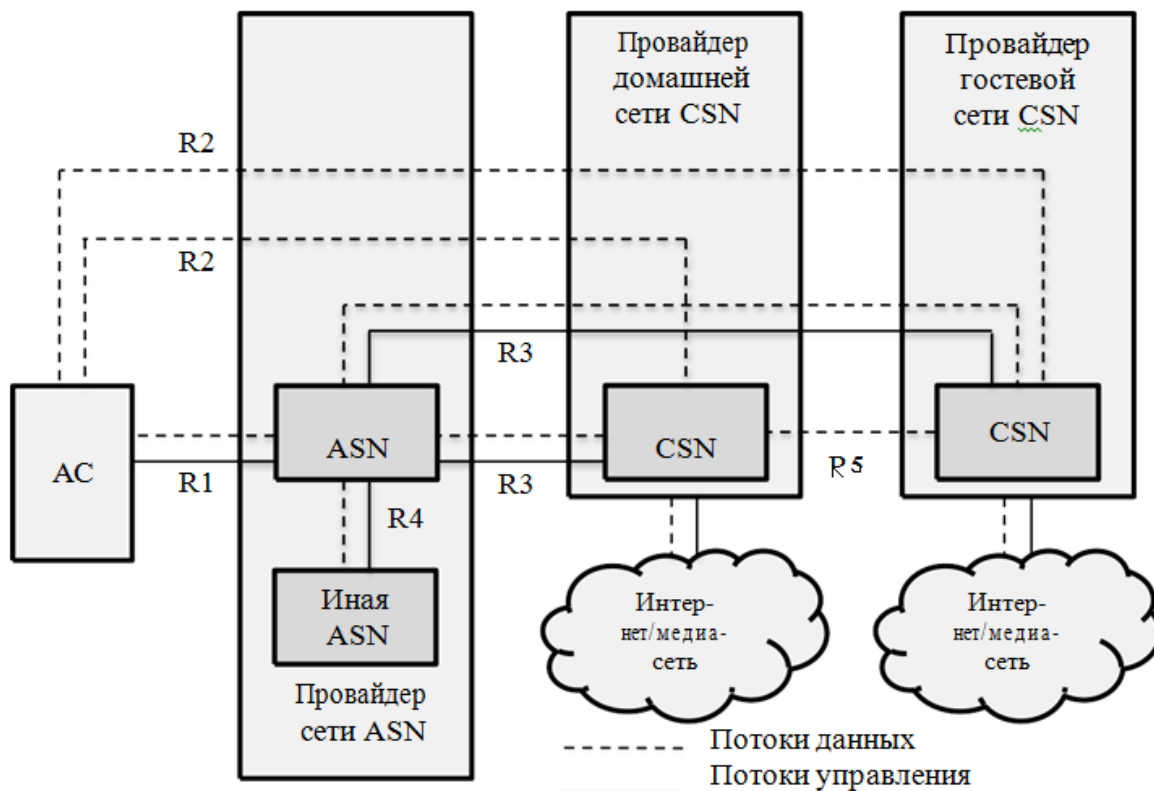 Провайдер
домашней
сети CSN
Провайдер
гостевой
сети CSN
R2
R2
R3
AC
ASN
CSN
CSN
R1
R3
R5
R4
Иная
ASN
Интер-
нет/медиа-
сеть
Интер-
нет/медиа-
сеть
Провайдер
сети ASN
Потоки данных
Потоки управления